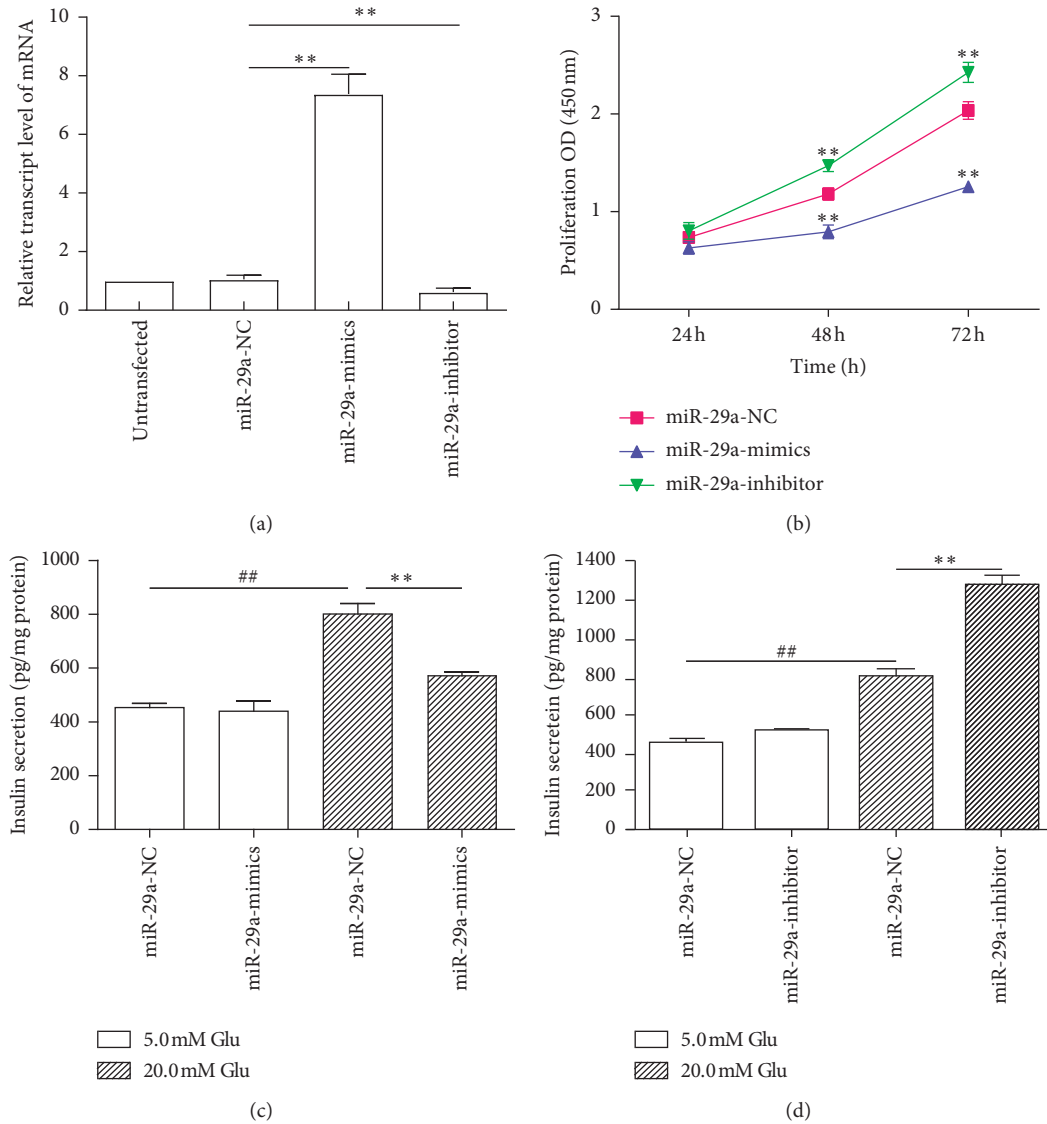 Relative transcript level of mRNA
10
8
6
4
2
0
**
**
Untransfected
miR-29a-NC
miR-29a-mimics
miR-29a-inhibitor
(a)
Proliferation OD (450 nm)
3
2
1
0
**
**
**
**
24 h
48 h
72 h
Time (h)
miR-29a-NC
miR-29a-mimics
miR-29a-inhibitor
(b)
Insulin secretion (pg/mg protein)
1000
800
600
400
200
0
##
**
miR-29a-NC
miR-29a-mimics
miR-29a-NC
miR-29a-mimics
5.0 mM Glu
20.0 mM Glu
(c)
Insulin secretein (pg/mg protein)
1400
1200
1000
800
600
400
200
0
##
**
miR-29a-NC
miR-29a-inhibitor
miR-29a-NC
miR-29a-inhibitor
5.0 mM Glu
20.0 mM Glu
(d)